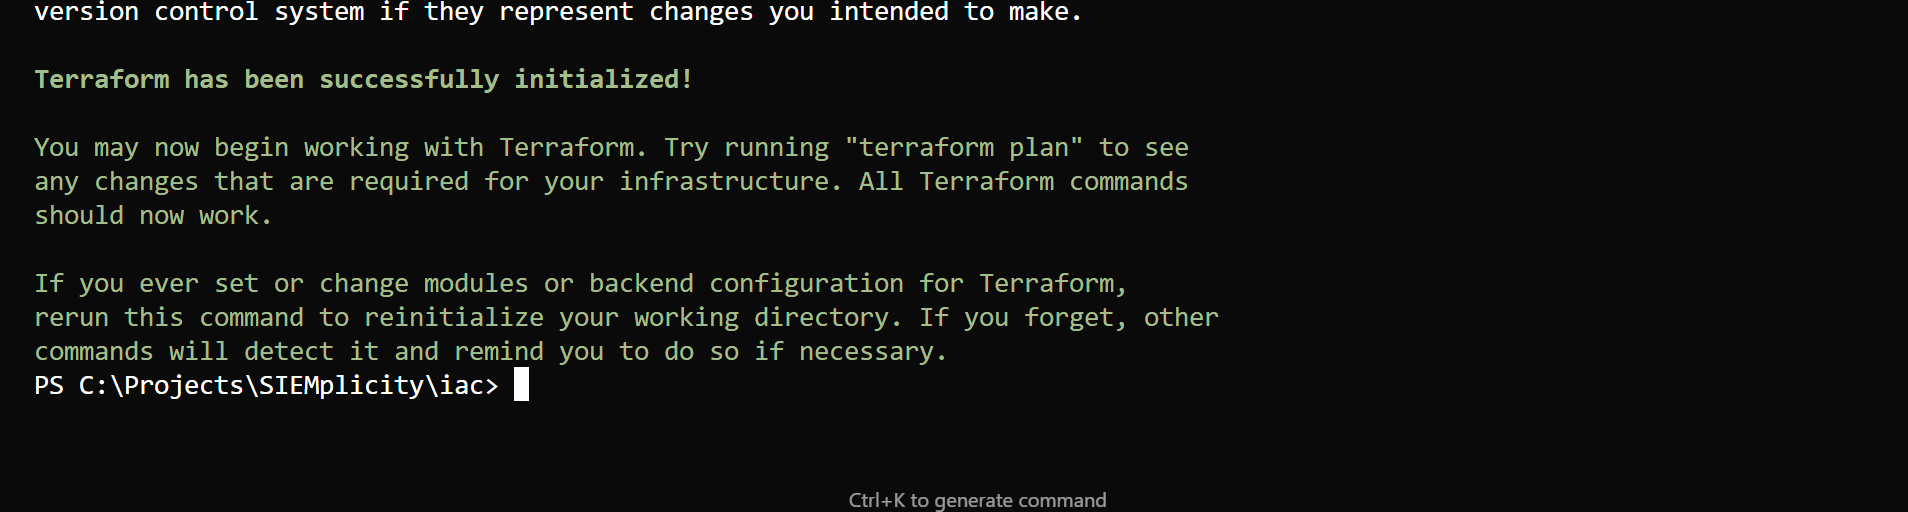 version control system if they represent changes you intended to make.
Terraform has been successfully initialized!
You may now begin working with Terraform. Try running "terraform plan" to see
any changes that are required for your infrastructure. All Terraform commands
should now work.
If you ever set or change modules or backend configuration for Terraform,
rerun this command to reinitialize your working directory. If you forget, other
commands will detect it and remind you to do so if necessary.
PS C:\Projects\SIEMplicity\iac>
Ctrl+K to generate command